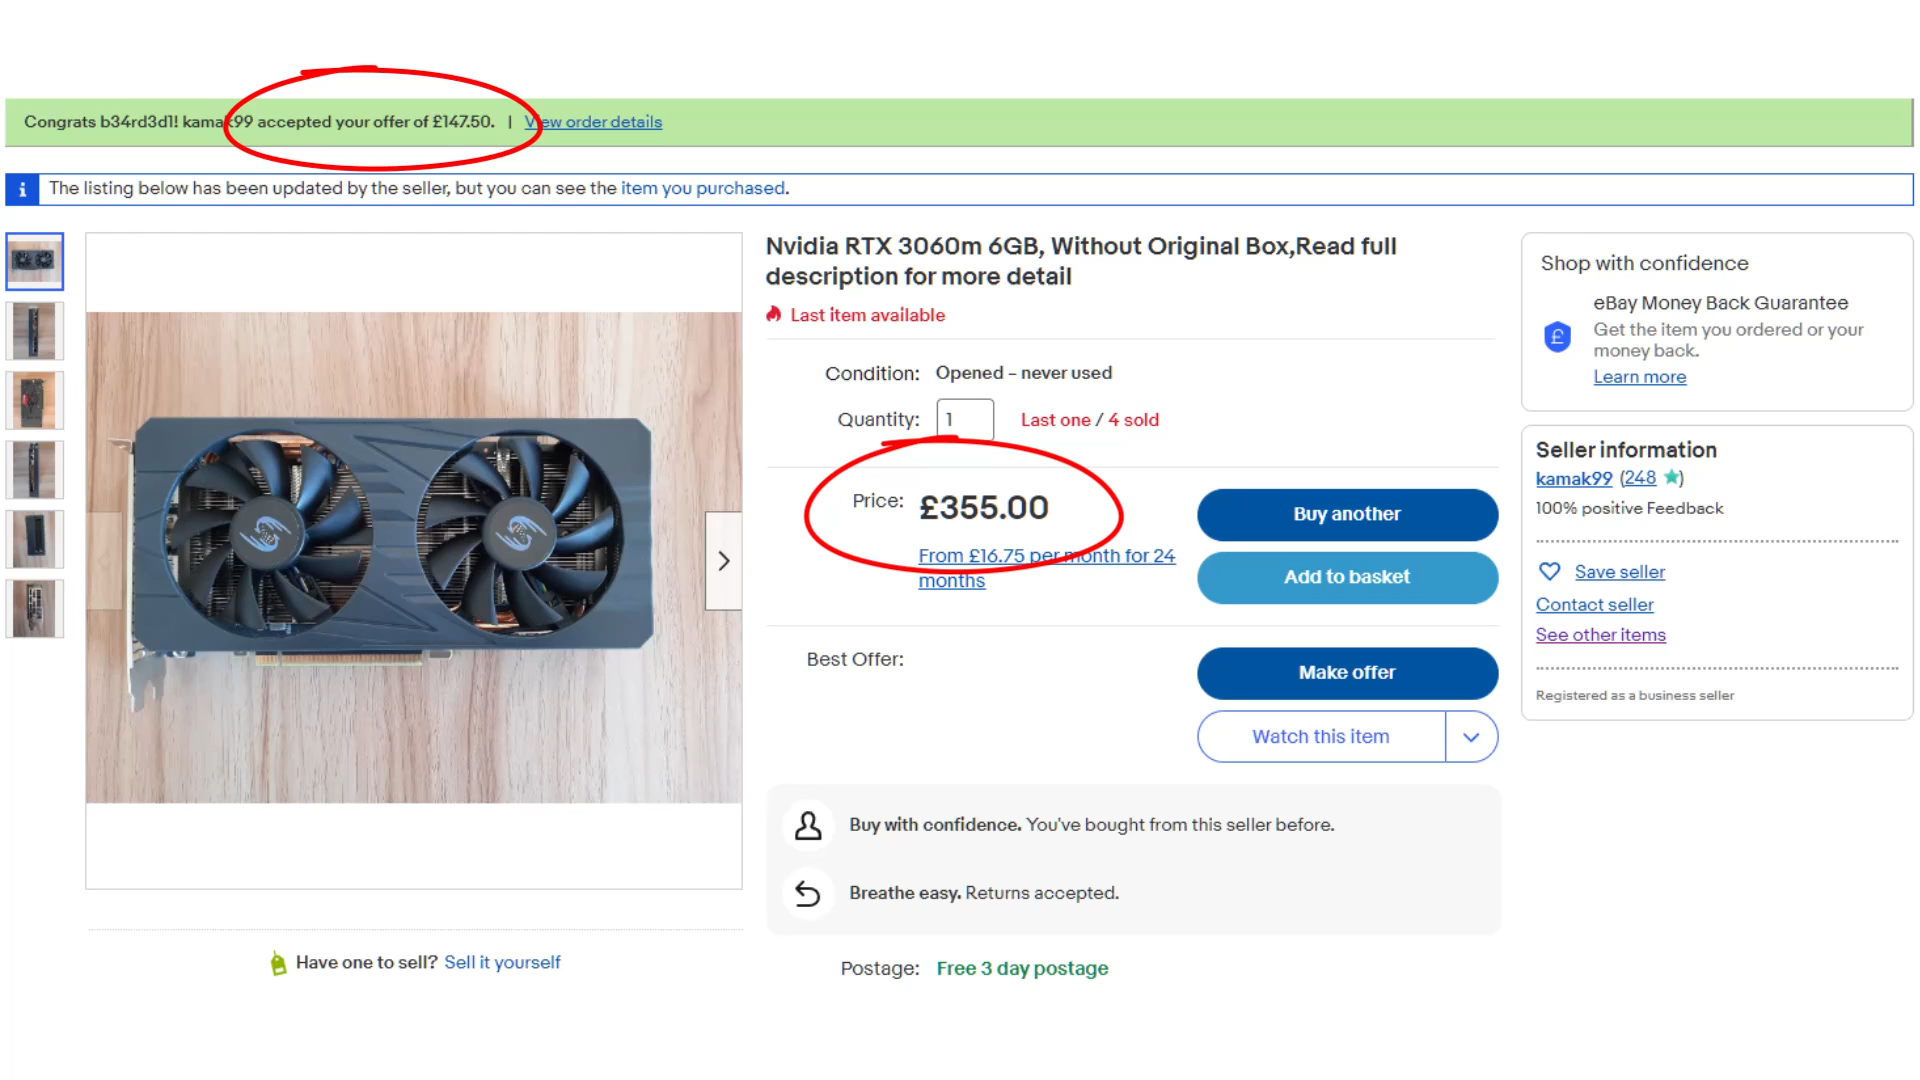 Congrats b34rd3d1! kamak99 accepted your offer of £147.50. | View order details
The listing below has been updated by the seller, but you can see the item you purchased.
Nvidia RTX 3060m 6GB, Without Original Box,Read full
description for more detail
Last item available
Condition: Opened – never used
Quantity: 1 Last one / 4 sold
Price: £355.00
From £16.75 per month for 24
months
Buy another
Add to basket
Best Offer:
Make offer
Watch this item
Buy with confidence. You've bought from this seller before.
Breathe easy. Returns accepted.
Postage: Free 3 day postage
Have one to sell? Sell it yourself
Shop with confidence
eBay Money Back Guarantee
Get the item you ordered or your
money back.
Learn more
Seller information
kamak99 (248)
100% positive Feedback
Save seller
Contact seller
See other items
Registered as a business seller